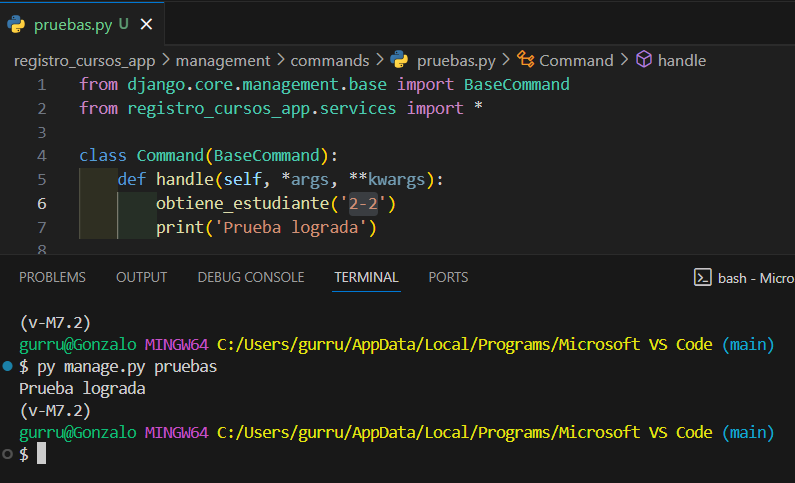 pruebas.py U
registro_cursos_app > management > commands > pruebas.py > Command > handle
1 from django.core.management.base import BaseCommand
2 from registro_cursos_app.services import *
3
4 class Command(BaseCommand):
5     def handle(self, *args, **kwargs):
6         obtiene_estudiante('2-2')
7         print('Prueba lograda')
8
PROBLEMS OUTPUT DEBUG CONSOLE TERMINAL PORTS bash - Micro
(v-M7.2)
gurru@Gonzalo MINGW64 C:/Users/gurru/AppData/Local/Programs/Microsoft VS Code (main)
$ py manage.py pruebas
Prueba lograda
(v-M7.2)
gurru@Gonzalo MINGW64 C:/Users/gurru/AppData/Local/Programs/Microsoft VS Code (main)
$